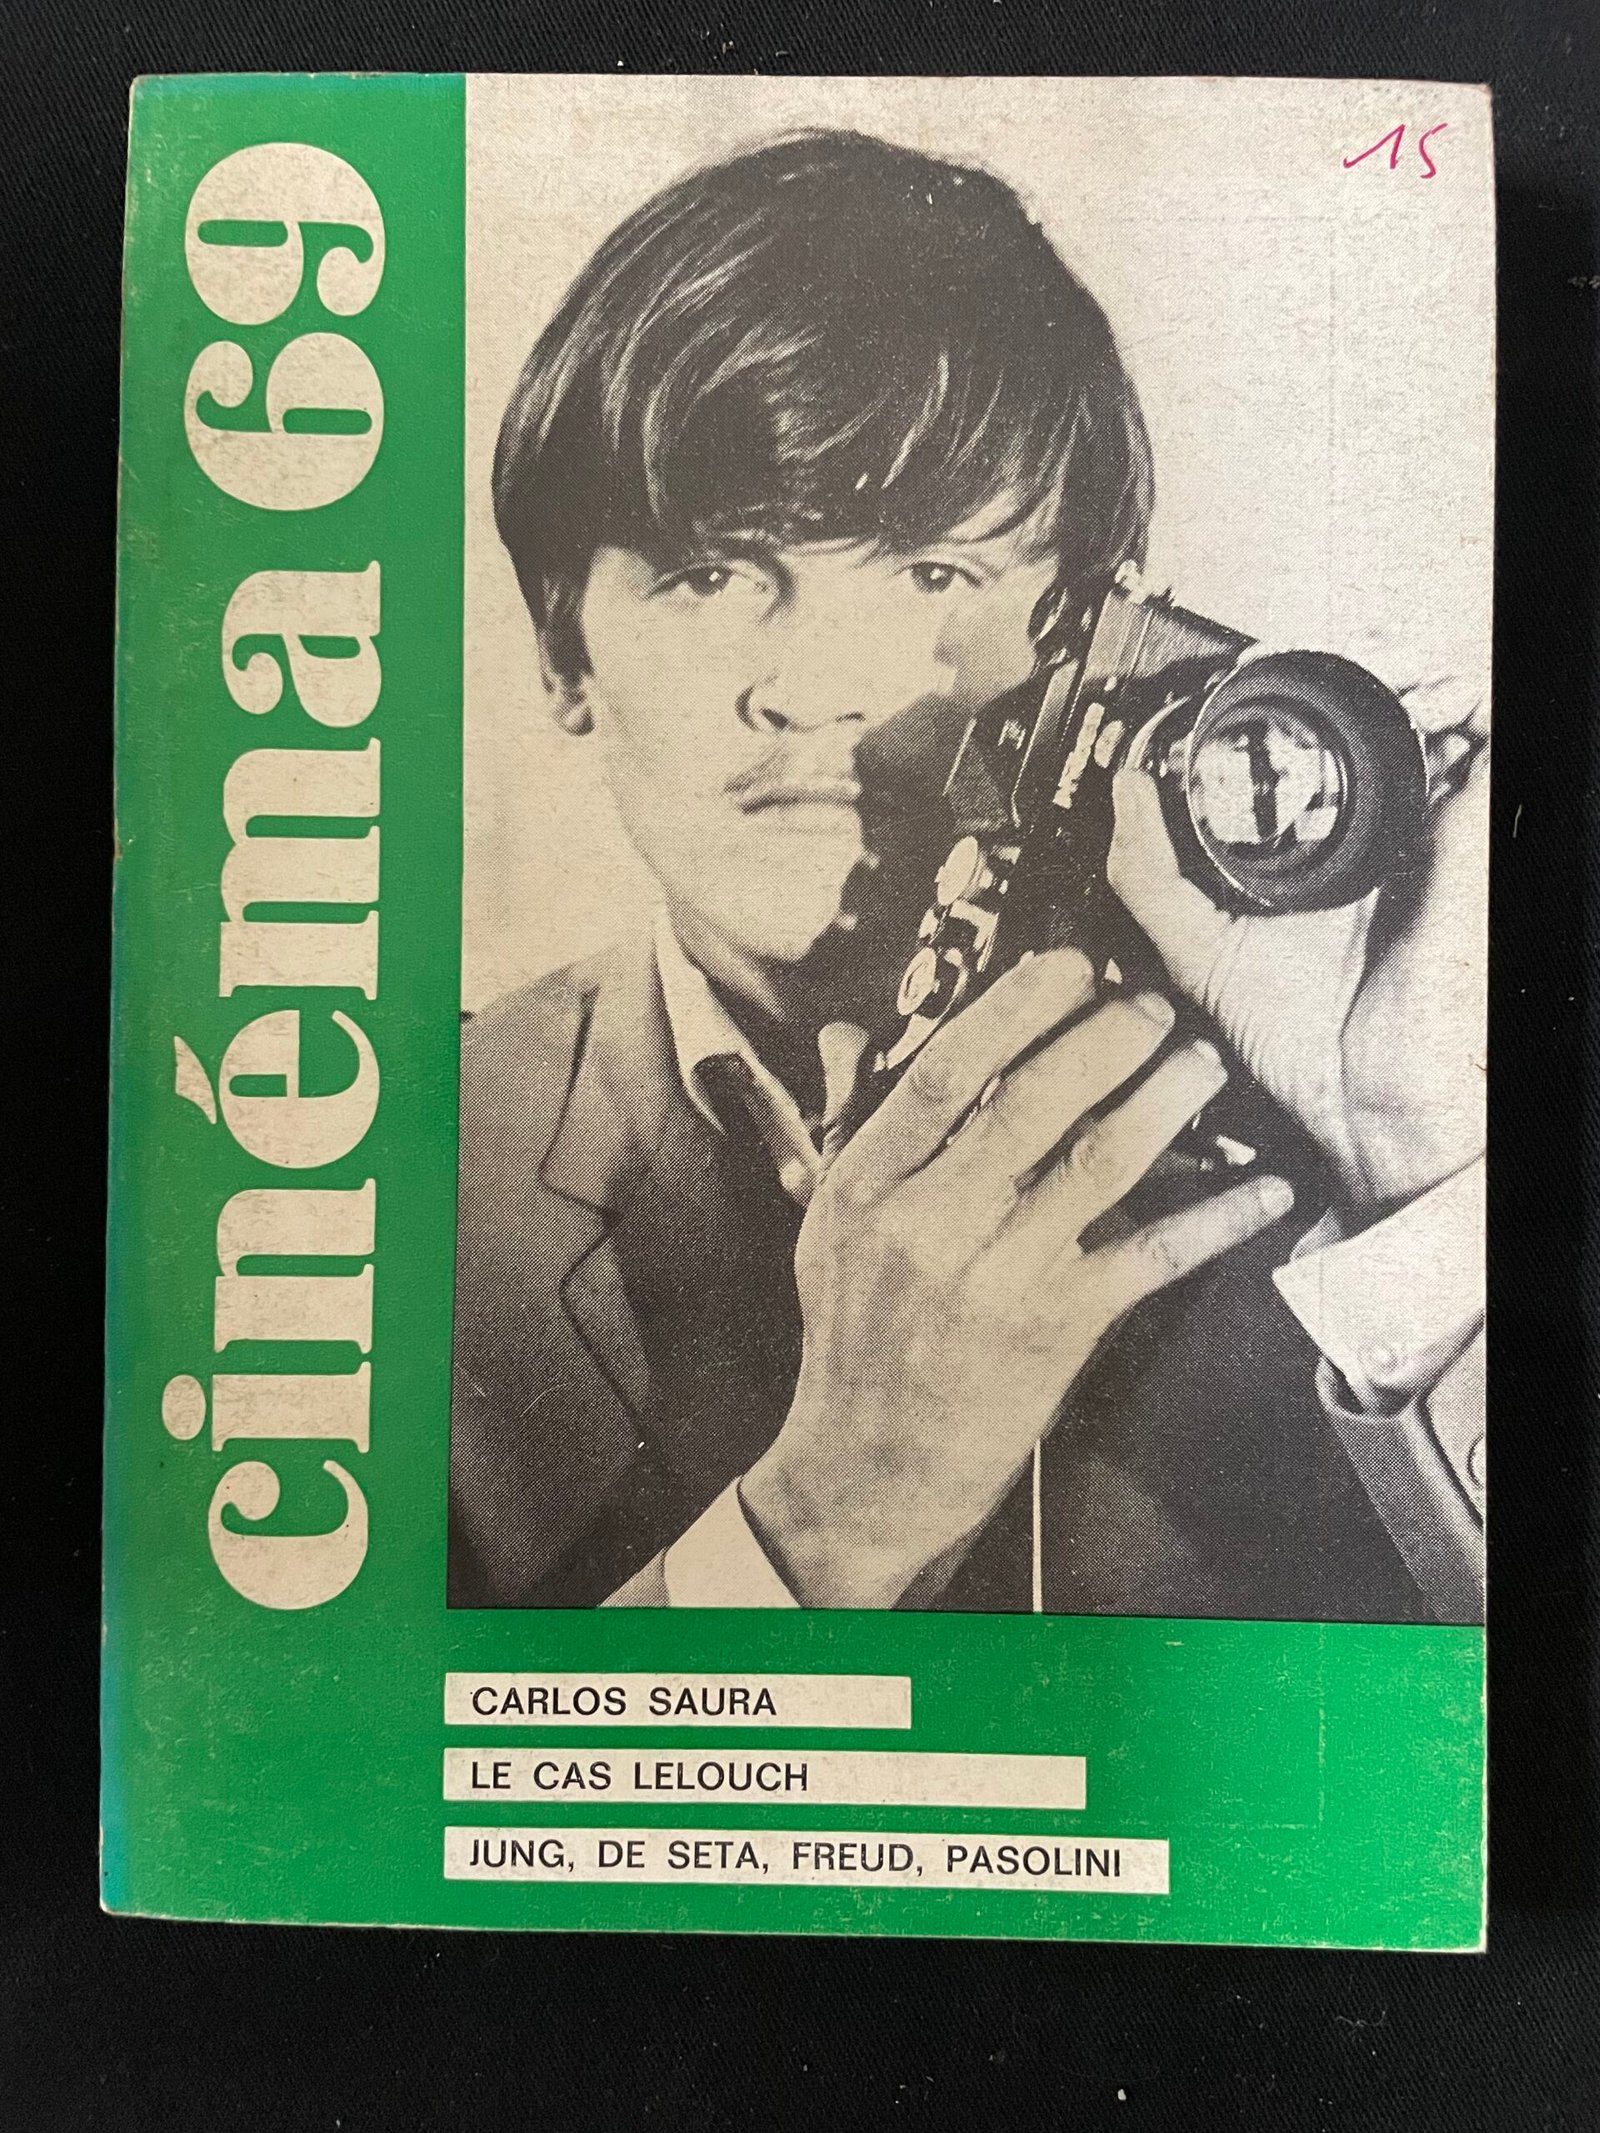 cinéma 69
15
CARLOS SAURA
LE CAS LELOUCH
JUNG, DE SETA, FREUD, PASOLINI